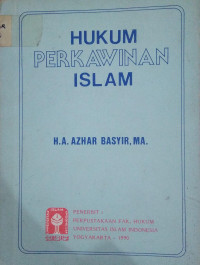 HUKUM
PERKAWINAN
ISLAM
H.A. AZHAR BASYIR, MA.
PENERBIT :
PERPUSTAKAAN FAK. HUKUM
UNIVERSITAS ISLAM INDONESIA
YOGYAKARTA - 1990